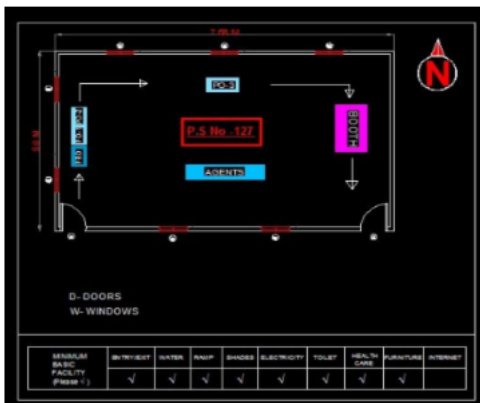 N
PO-3
P.S No -127
BOOTH
AGENTS
D- DOORS
W- WINDOWS
MINIMUM BASIC FACILITY (Please √ )
ENTRY/EXIT WATER RAMP SHADES ELECTRICITY TOILET HEALTH CARE FURNITURE INTERNET
√ √ √ √ √ √ √ √